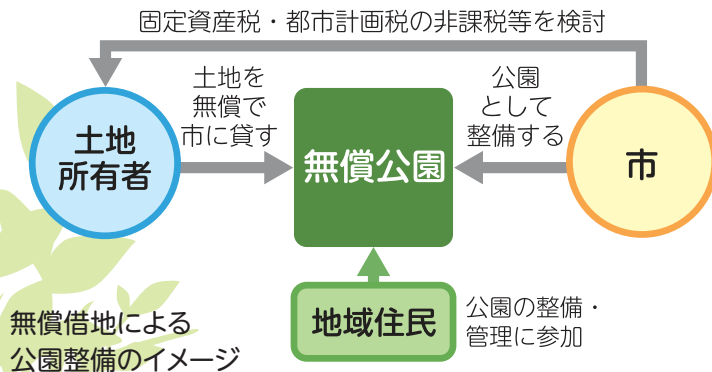 固定資産税・都市計画税の非課税等を検討
土地を
無償で
市に貸す
公園
として
整備する
土地
所有者
無償公園
市
地域住民
公園の整備・
管理に参加
無償借地による
公園整備のイメージ